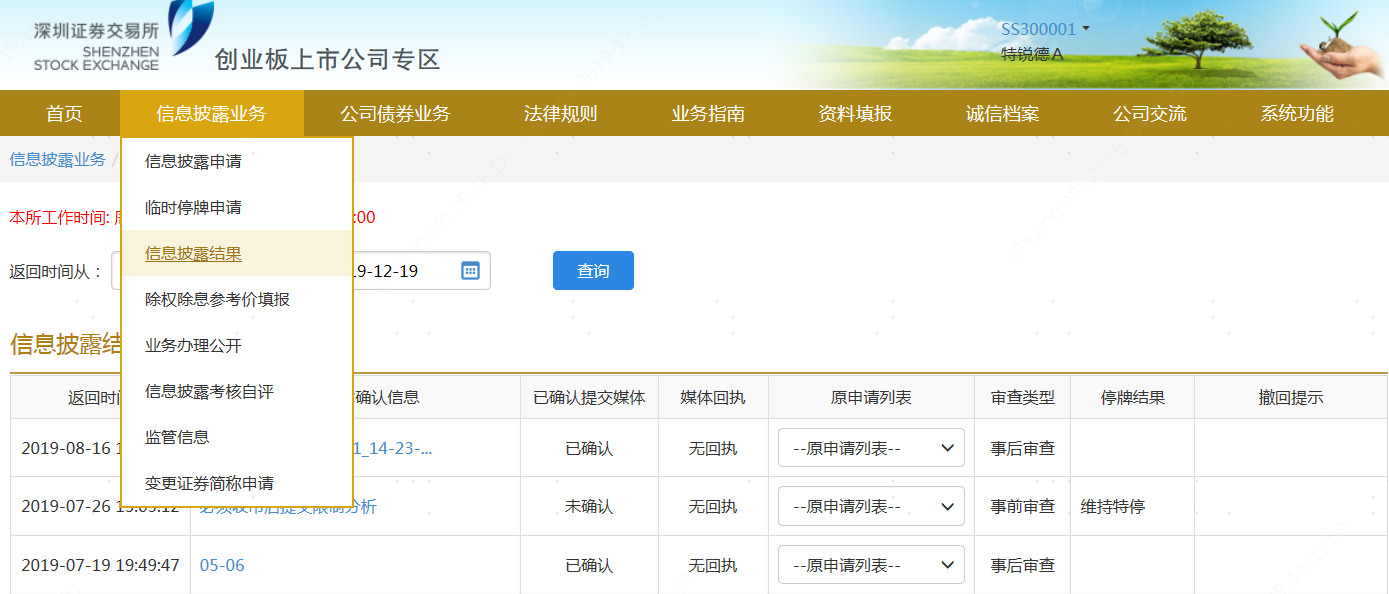 深圳证券交易所
SHENZHEN
STOCK EXCHANGE
创业板上市公司专区
SS300001
特锐德A
首页 信息披露业务 公司债券业务 法律规则 业务指南 资料填报 诚信档案 公司交流 系统功能
信息披露业务 /
信息披露申请
临时停牌申请
信息披露结果
除权除息参考价填报
业务办理公开
信息披露考核自评
监管信息
变更证券简称申请
本所工作时间: :00
返回时间从： 9-12-19 查询
信息披露结
返回时间 确认信息 已确认提交媒体 媒体回执 原申请列表 审查类型 停牌结果 撤回提示
2019-08-16 1_14-23-... 已确认 无回执 --原申请列表-- 事后审查
2019-07-26 未确认 无回执 --原申请列表-- 事前审查 维持特停
2019-07-19 19:49:47 05-06 已确认 无回执 --原申请列表-- 事后审查